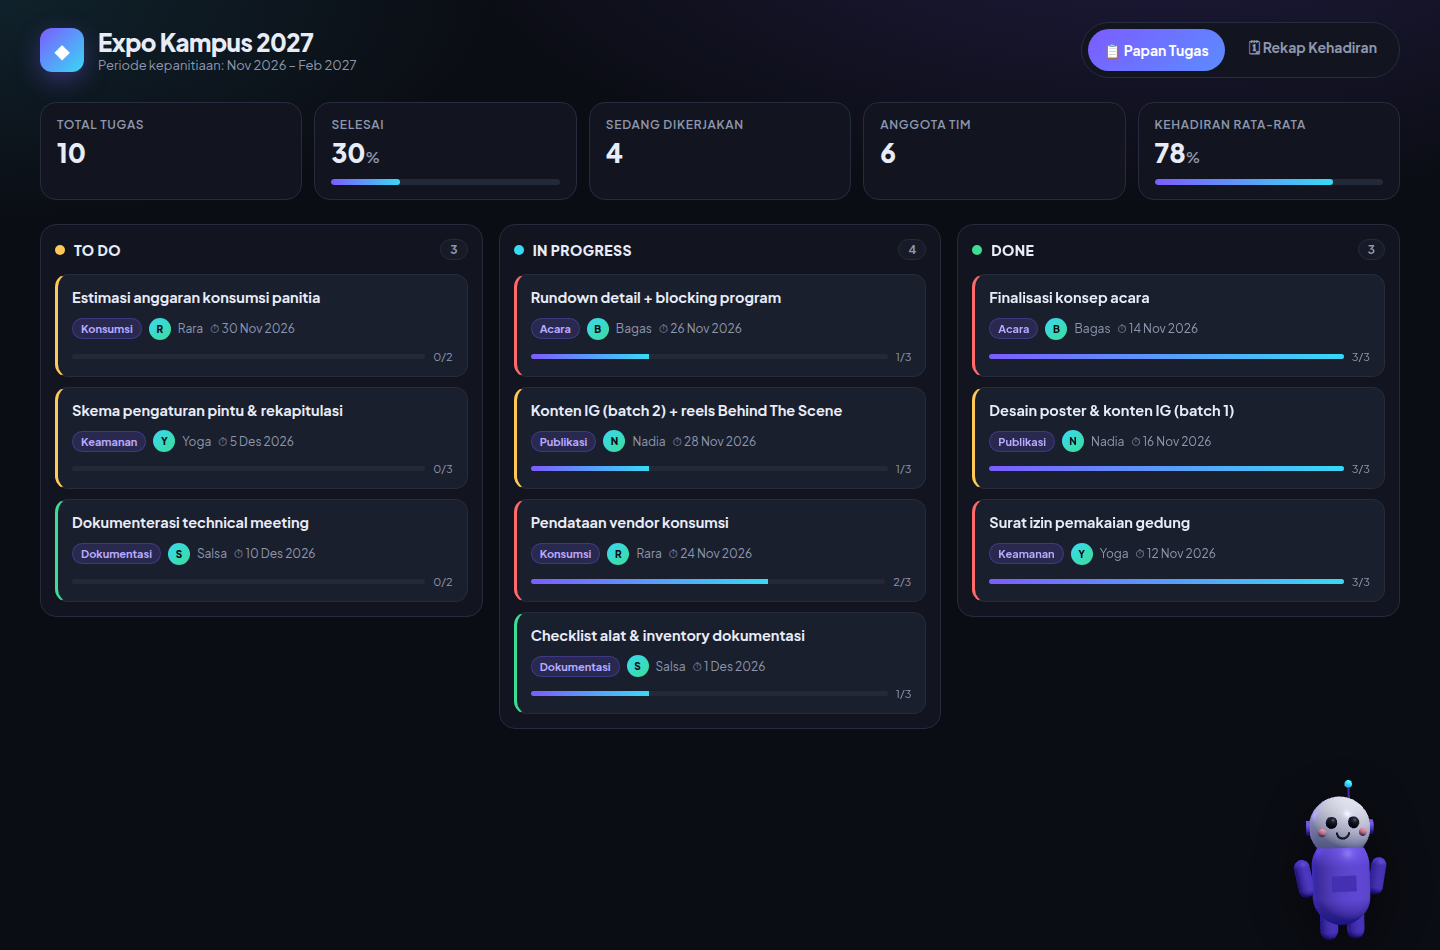 Expo Kampus 2027
Periode kepanitiaan: Nov 2026 – Feb 2027
📋 Papan Tugas
🗓 Rekap Kehadiran
TOTAL TUGAS
10
SELESAI
30%
SEDANG DIKERJAKAN
4
ANGGOTA TIM
6
KEHADIRAN RATA-RATA
78%
TO DO
3
Estimasi anggaran konsumsi panitia
Konsumsi R Rara ⏱ 30 Nov 2026
0/2
Skema pengaturan pintu & rekapitulasi
Keamanan Y Yoga ⏱ 5 Des 2026
0/3
Dokumenterasi technical meeting
Dokumentasi S Salsa ⏱ 10 Des 2026
0/2
IN PROGRESS
4
Rundown detail + blocking program
Acara B Bagas ⏱ 26 Nov 2026
1/3
Konten IG (batch 2) + reels Behind The Scene
Publikasi N Nadia ⏱ 28 Nov 2026
1/3
Pendataan vendor konsumsi
Konsumsi R Rara ⏱ 24 Nov 2026
2/3
Checklist alat & inventory dokumentasi
Dokumentasi S Salsa ⏱ 1 Des 2026
1/3
DONE
3
Finalisasi konsep acara
Acara B Bagas ⏱ 14 Nov 2026
3/3
Desain poster & konten IG (batch 1)
Publikasi N Nadia ⏱ 16 Nov 2026
3/3
Surat izin pemakaian gedung
Keamanan Y Yoga ⏱ 12 Nov 2026
3/3